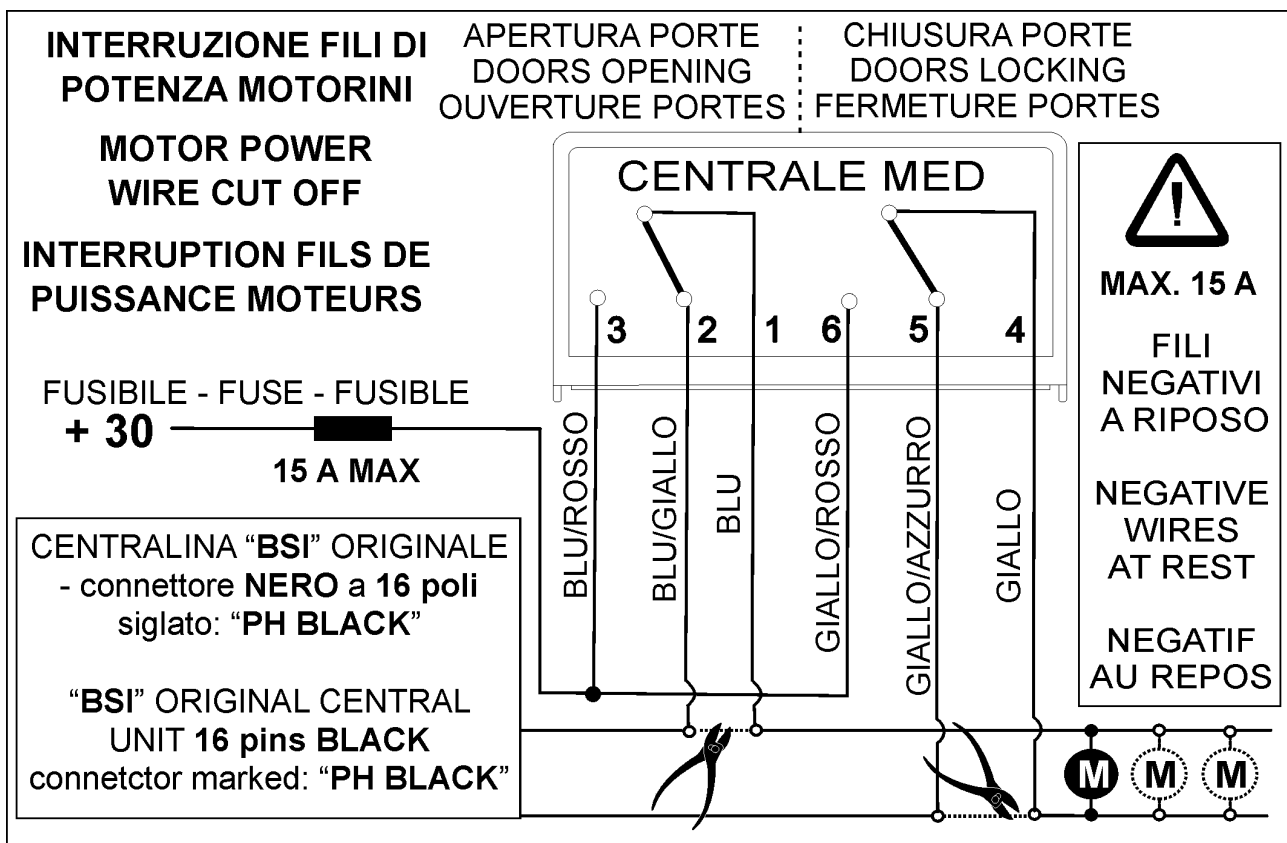 INTERRUZIONE FILI DI
POTENZA MOTORINI
MOTOR POWER
WIRE CUT OFF
INTERRUPTION FILS DE
PUISSANCE MOTEURS
APERTURA PORTE
DOORS OPENING
OUVERTURE PORTES
CHIUSURA PORTE
DOORS LOCKING
FERMETURE PORTES
CENTRALE MED
3 2 1 6 5 4
!
MAX. 15 A
FILI
NEGATIVI
A RIPOSO
NEGATIVE
WIRES
AT REST
NEGATIF
AU REPOS
FUSIBILE - FUSE - FUSIBLE
+ 30
15 A MAX
BLU/ROSSO
BLU/GIALLO
BLU
GIALLO/ROSSO
GIALLO/AZZURRO
GIALLO
CENTRALINA “BSI” ORIGINALE
- connettore NERO a 16 poli
siglato: “PH BLACK”
“BSI” ORIGINAL CENTRAL
UNIT 16 pins BLACK
connetctor marked: “PH BLACK”
M M M